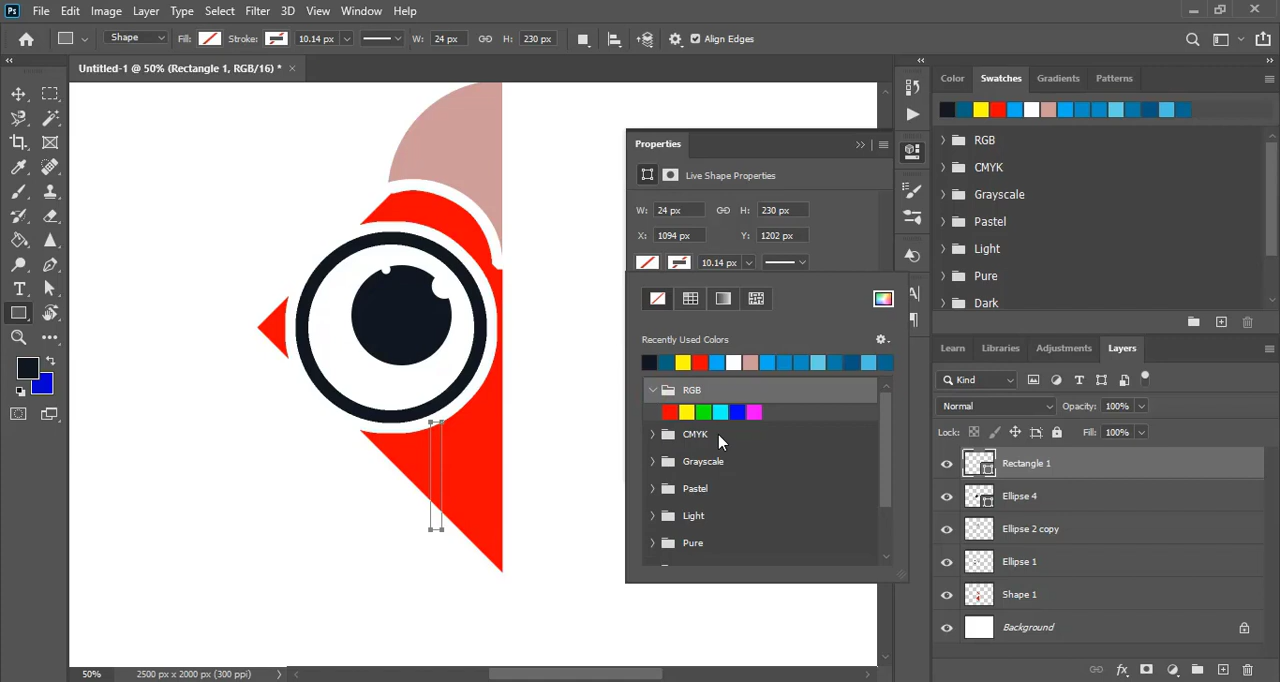 Ps File Edit Image Layer Type Select Filter 3D View Window Help
Shape Fill: Stroke: 10.14 px W: 24 px H: 230 px Align Edges
Untitled-1 @ 50% (Rectangle 1, RGB/16) *
Color Swatches Gradients Patterns
RGB
CMYK
Grayscale
Pastel
Light
Pure
Dark
Properties
Live Shape Properties
W: 24 px H: 230 px
X: 1094 px Y: 1202 px
10.14 px
Recently Used Colors
RGB
CMYK
Grayscale
Pastel
Light
Pure
Learn Libraries Adjustments Layers
Kind
Normal Opacity: 100%
Lock: Fill: 100%
Rectangle 1
Ellipse 4
Ellipse 2 copy
Ellipse 1
Shape 1
Background
50% 2500 px x 2000 px (300 ppi)